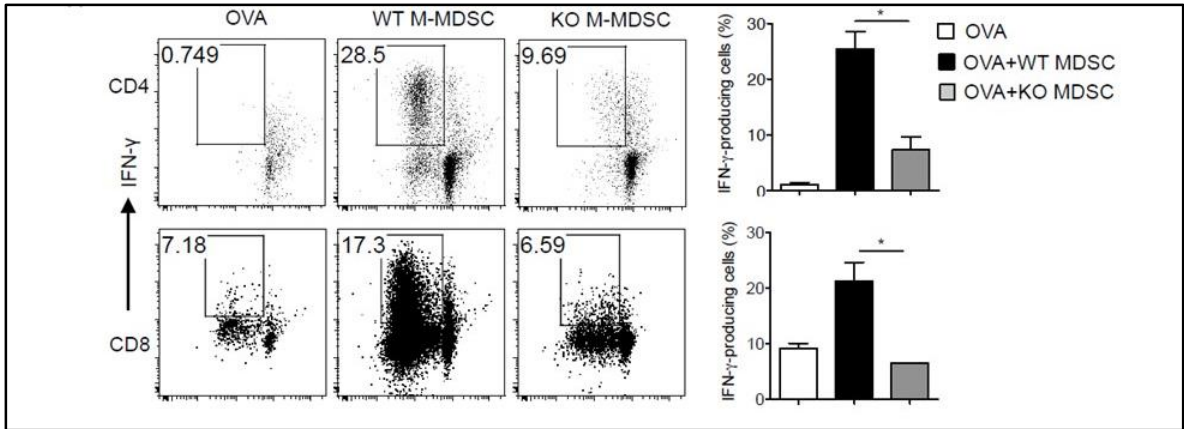 OVA WT M-MDSC KO M-MDSC
CD4
IFN-γ
CD8
0.749
28.5
9.69
7.18
17.3
6.59
IFN-γ-producing cells (%)
30
20
10
0
*
OVA
OVA+WT MDSC
OVA+KO MDSC
IFN-γ-producing cells (%)
30
20
10
0
*